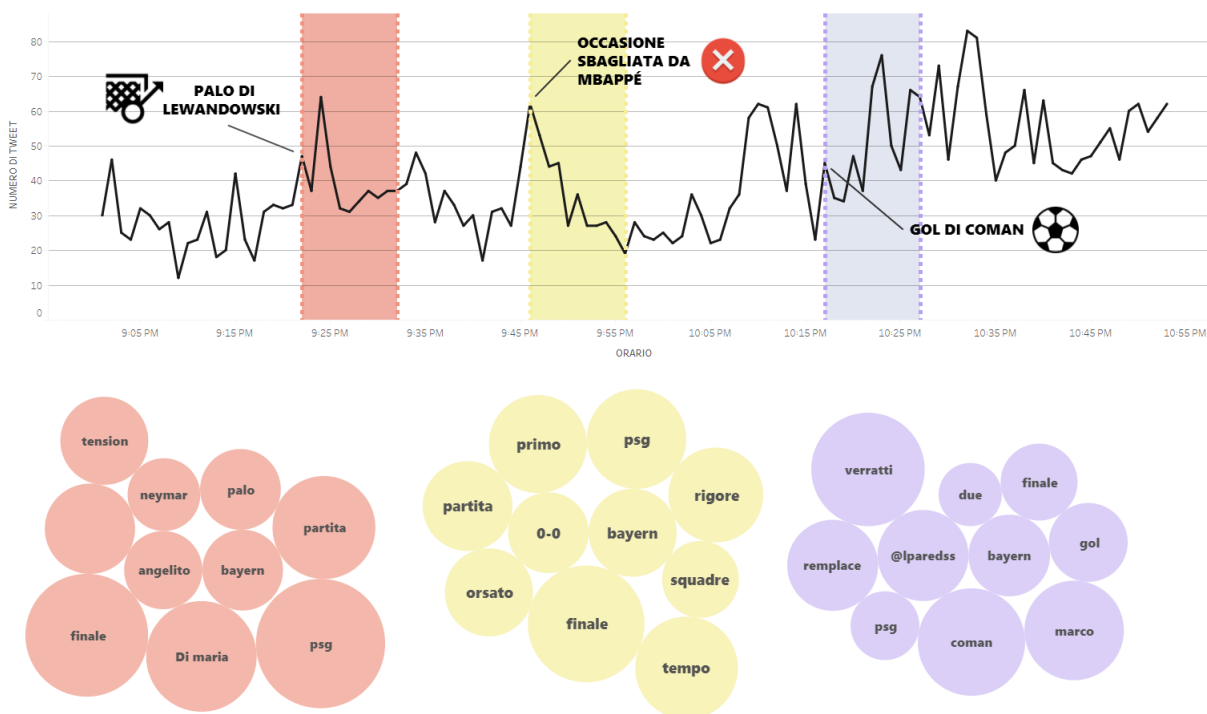 80
70
60
50
40
30
20
10
0
NUMERO DI TWEET
PALO DI
LEWANDOWSKI
OCCASIONE
SBAGLIATA DA
MBAPPÉ
GOL DI COMAN
9:05 PM 9:15 PM 9:25 PM 9:35 PM 9:45 PM 9:55 PM 10:05 PM 10:15 PM 10:25 PM 10:35 PM 10:45 PM 10:55 PM
ORARIO
tension
neymar
palo
partita
angelito
bayern
finale
Di maria
psg
primo
psg
partita
rigore
0-0
bayern
orsato
squadre
finale
tempo
verratti
due
finale
remplace
@lparedss
bayern
gol
psg
coman
marco